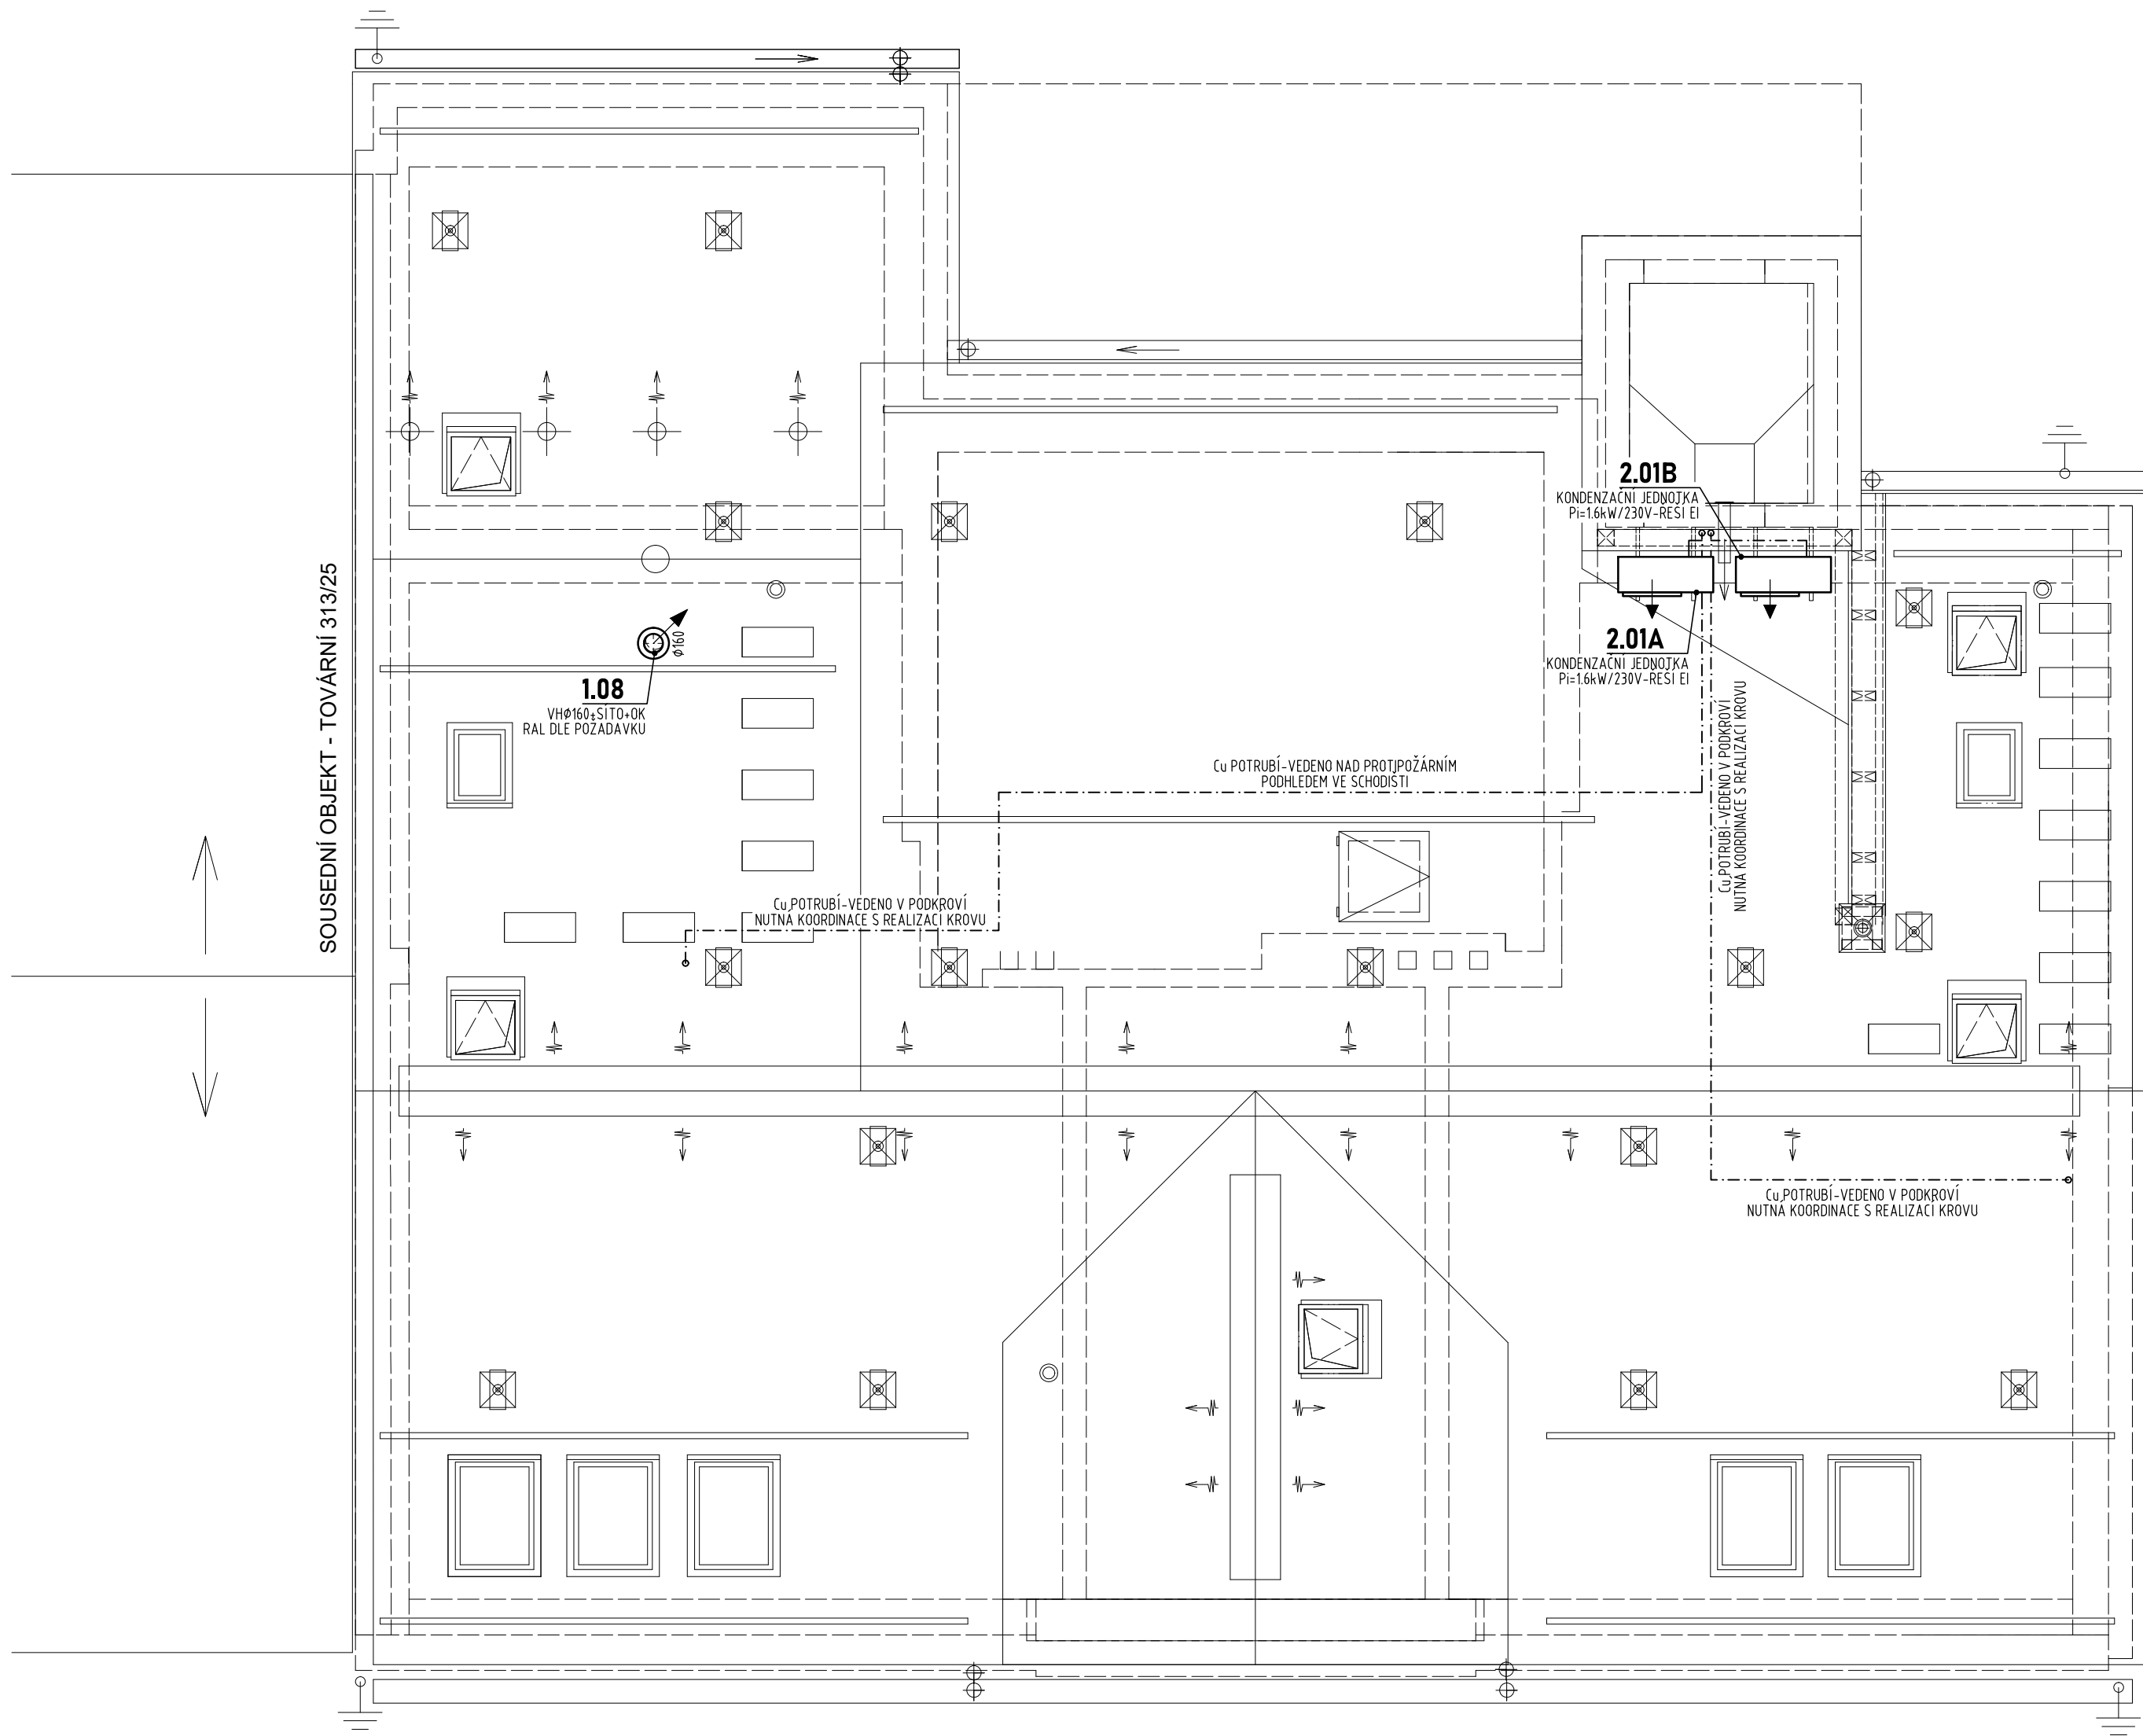 2.01B
KONDENZAČNÍ JEDNOTKA
Pi=1.6kW/230V-ŘEŠÍ El
SOUSEDNÍ OBJEKT - TOVÁRNÍ 313/25
ø160
2.01A
KONDENZAČNÍ JEDNOTKA
Pi=1.6kW/230V-ŘEŠÍ El
1.08
VHø160+SÍTO+OK
RAL DLE POŽADAVKU
Cu POTRUBÍ-VEDENO V PODKROVÍ
NUTNÁ KOORDINACE S REALIZACÍ KROVU
Cu POTRUBÍ-VEDENO NAD PROTIPOŽÁRNÍM
PODHLEDEM VE SCHODIŠTI
Cu POTRUBÍ-VEDENO V PODKROVÍ
NUTNÁ KOORDINACE S REALIZACÍ KROVU
Cu POTRUBÍ-VEDENO V PODKROVÍ
NUTNÁ KOORDINACE S REALIZACÍ KROVU